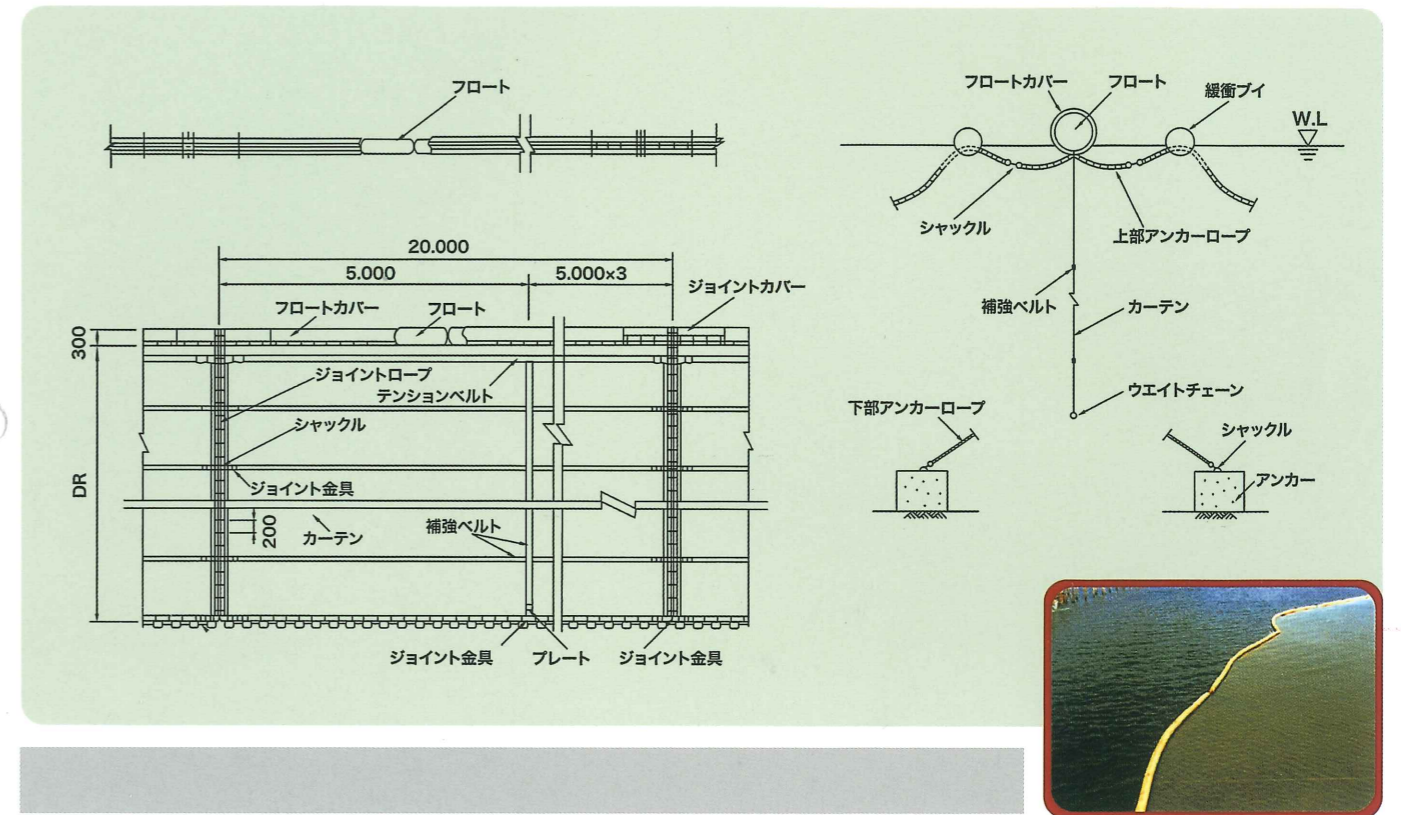 フロート
20.000
5.000
5.000×3
ジョイントカバー
フロートカバー
フロート
300
ジョイントロープ
テンションベルト
シャックル
DR
ジョイント金具
200
カーテン
補強ベルト
ジョイント金具
プレート
ジョイント金具
フロートカバー
フロート
緩衝ブイ
W.L
シャックル
上部アンカーロープ
補強ベルト
カーテン
ウエイトチェーン
下部アンカーロープ
シャックル
アンカー